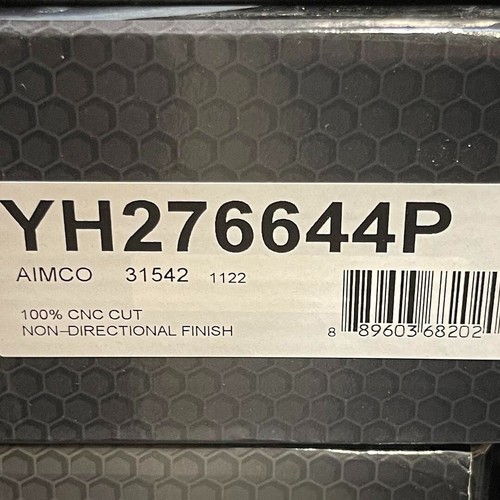 YH276644P
AIMCO 31542 1122
100% CNC CUT
NON-DIRECTIONAL FINISH
8 89603 68202